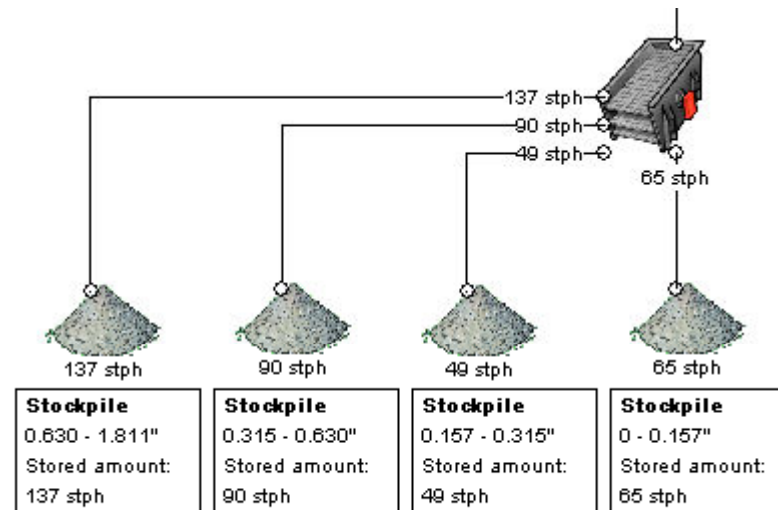 137 stph
90 stph
49 stph
65 stph
137 stph
90 stph
49 stph
65 stph
Stockpile
0.630 - 1.811"
Stored amount:
137 stph
Stockpile
0.315 - 0.630"
Stored amount:
90 stph
Stockpile
0.157 - 0.315"
Stored amount:
49 stph
Stockpile
0 - 0.157"
Stored amount:
65 stph